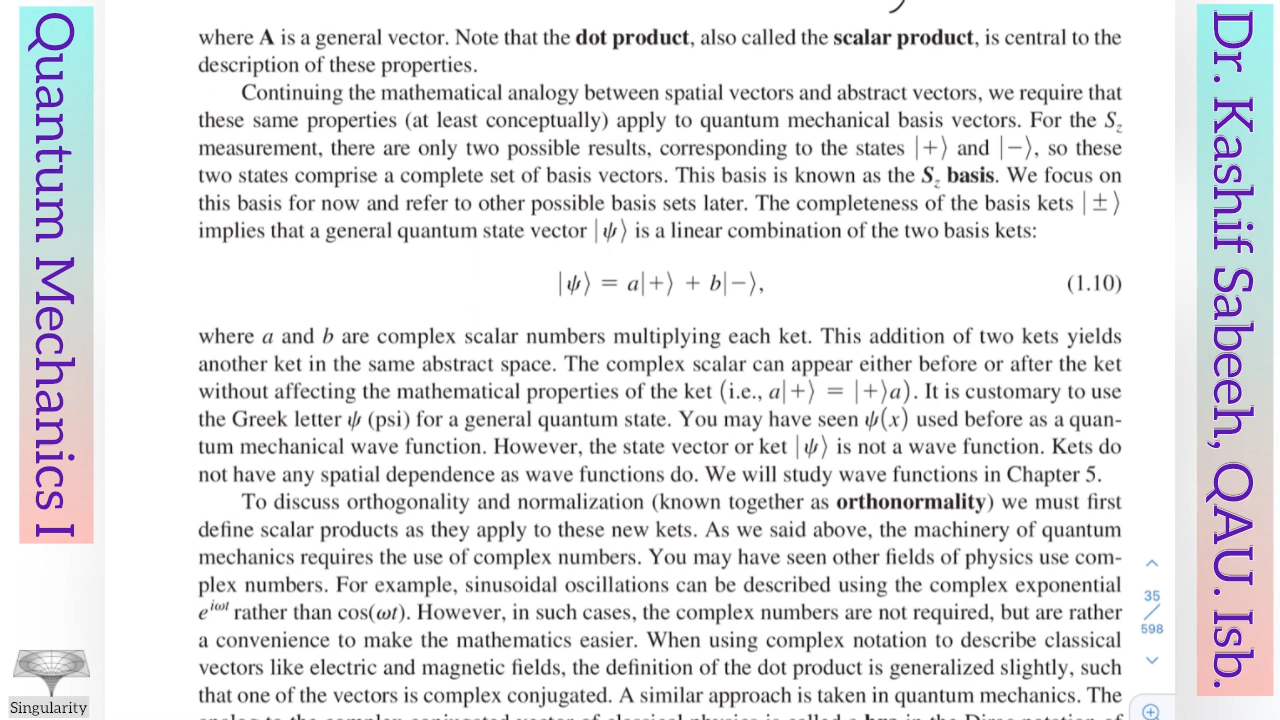 Quantum Mechanics I
where A is a general vector. Note that the dot product, also called the scalar product, is central to the
description of these properties.
Continuing the mathematical analogy between spatial vectors and abstract vectors, we require that
these same properties (at least conceptually) apply to quantum mechanical basis vectors. For the S_z
measurement, there are only two possible results, corresponding to the states |+⟩ and |−⟩, so these
two states comprise a complete set of basis vectors. This basis is known as the S_z basis. We focus on
this basis for now and refer to other possible basis sets later. The completeness of the basis kets |±⟩
implies that a general quantum state vector |ψ⟩ is a linear combination of the two basis kets:
|ψ⟩ = a|+⟩ + b|−⟩, (1.10)
where a and b are complex scalar numbers multiplying each ket. This addition of two kets yields
another ket in the same abstract space. The complex scalar can appear either before or after the ket
without affecting the mathematical properties of the ket (i.e., a|+⟩ = |+⟩a). It is customary to use
the Greek letter ψ (psi) for a general quantum state. You may have seen ψ(x) used before as a quan-
tum mechanical wave function. However, the state vector or ket |ψ⟩ is not a wave function. Kets do
not have any spatial dependence as wave functions do. We will study wave functions in Chapter 5.
To discuss orthogonality and normalization (known together as orthonormality) we must first
define scalar products as they apply to these new kets. As we said above, the machinery of quantum
mechanics requires the use of complex numbers. You may have seen other fields of physics use com-
plex numbers. For example, sinusoidal oscillations can be described using the complex exponential
e^{iωt} rather than cos(ωt). However, in such cases, the complex numbers are not required, but are rather
a convenience to make the mathematics easier. When using complex notation to describe classical
vectors like electric and magnetic fields, the definition of the dot product is generalized slightly, such
that one of the vectors is complex conjugated. A similar approach is taken in quantum mechanics. The
35
598
Singularity
Dr. Kashif Sabeeh, QAU. Isb.